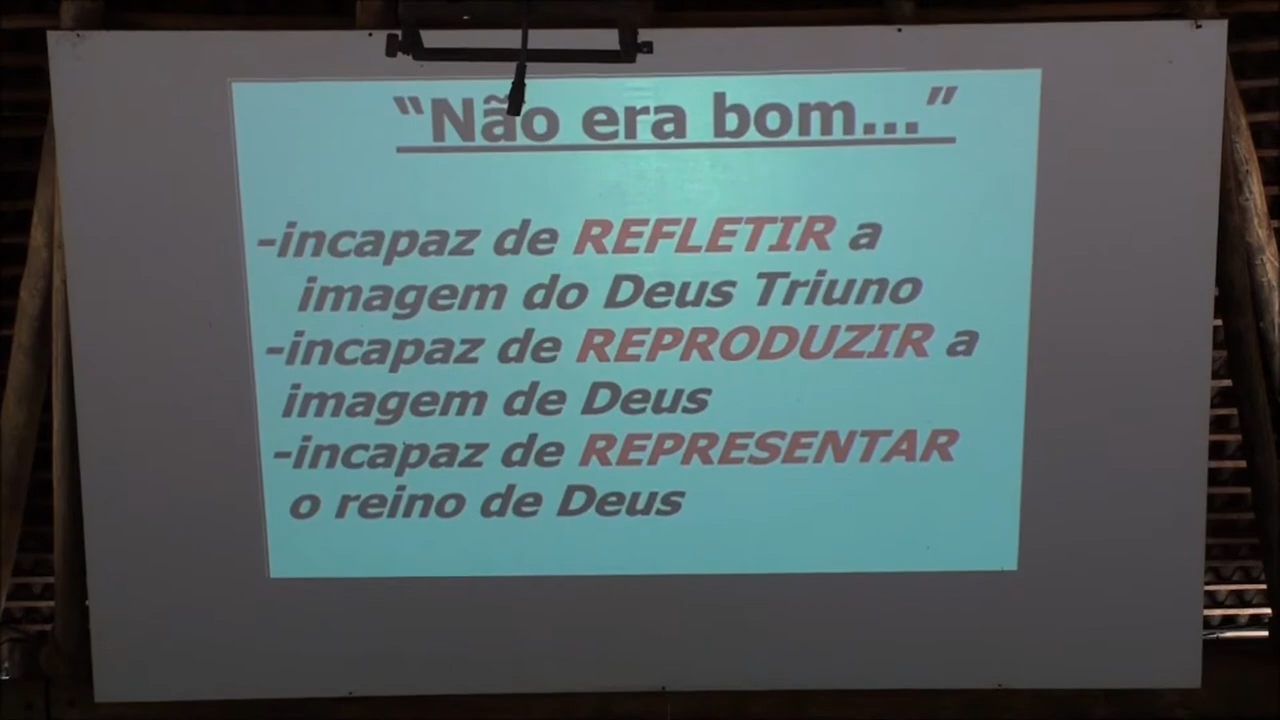 “Não era bom...”
-incapaz de REFLETIR a
imagem do Deus Triuno
-incapaz de REPRODUZIR a
imagem de Deus
-incapaz de REPRESENTAR
o reino de Deus